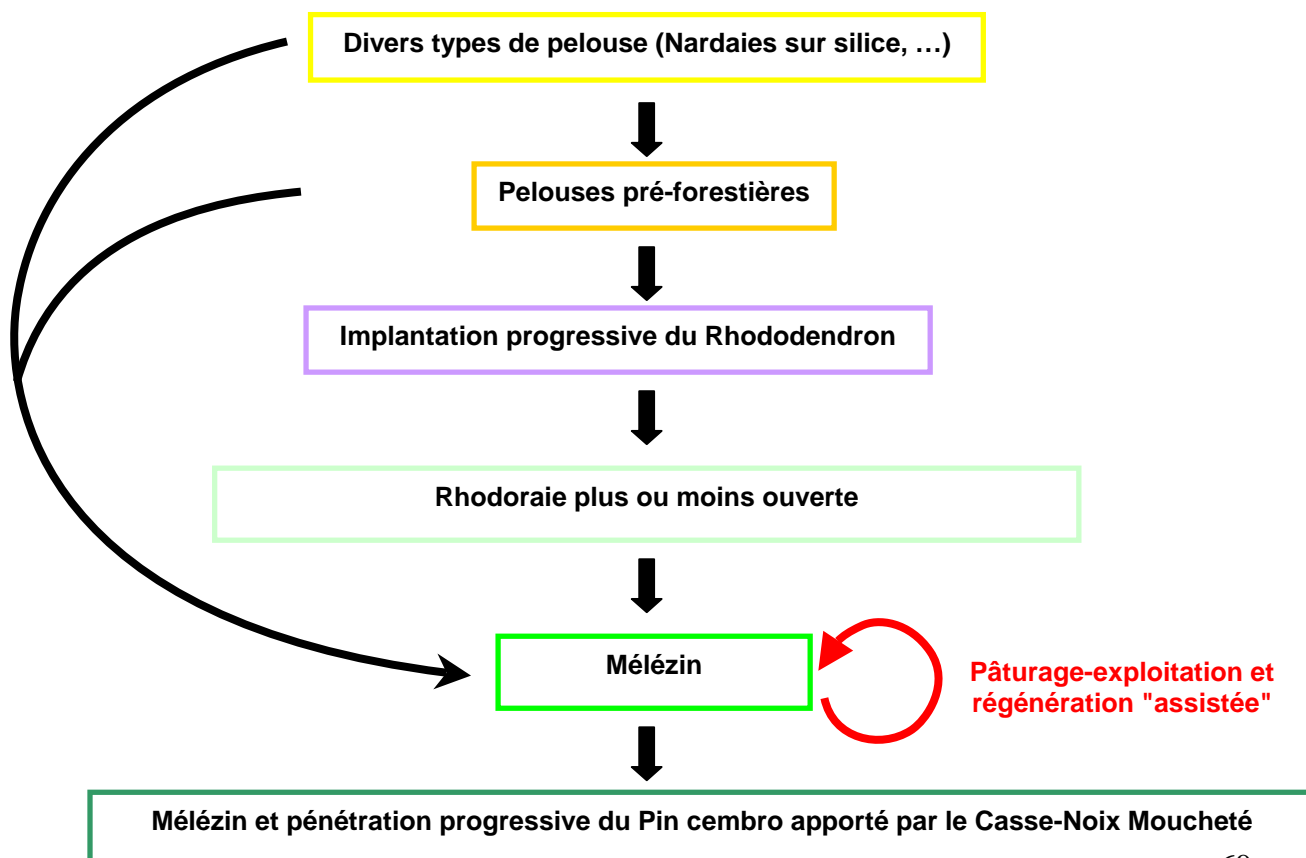 Divers types de pelouse (Nardaies sur silice, …)
Pelouses pré-forestières
Implantation progressive du Rhododendron
Rhodoraie plus ou moins ouverte
Mélézin
Pâturage-exploitation et
régénération "assistée"
Mélézin et pénétration progressive du Pin cembro apporté par le Casse-Noix Moucheté